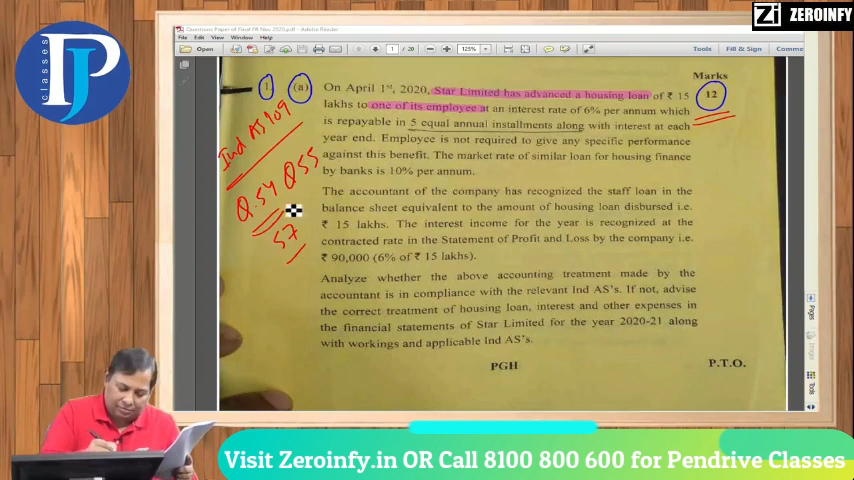 PJ
classes
Zi ZEROINFY
Questions Paper of Final FR Nov 2020.pdf - Adobe Reader
File Edit View Window Help
Open 1 / 20 125% Tools Fill & Sign Comme
Marks
1. (a) On April 1st, 2020, Star Limited has advanced a housing loan of ₹ 15 12
lakhs to one of its employee at an interest rate of 6% per annum which
is repayable in 5 equal annual installments along with interest at each
year end. Employee is not required to give any specific performance
against this benefit. The market rate of similar loan for housing finance
by banks is 10% per annum.
Ind AS 109
Q.54 Q55
57
The accountant of the company has recognized the staff loan in the
balance sheet equivalent to the amount of housing loan disbursed i.e.
₹ 15 lakhs. The interest income for the year is recognized at the
contracted rate in the Statement of Profit and Loss by the company i.e.
₹ 90,000 (6% of ₹ 15 lakhs).
Analyze whether the above accounting treatment made by the
accountant is in compliance with the relevant Ind AS's. If not, advise
the correct treatment of housing loan, interest and other expenses in
the financial statements of Star Limited for the year 2020-21 along
with workings and applicable Ind AS's.
PGH P.T.O.
Pages
Tools
Visit Zeroinfy.in OR Call 8100 800 600 for Pendrive Classes